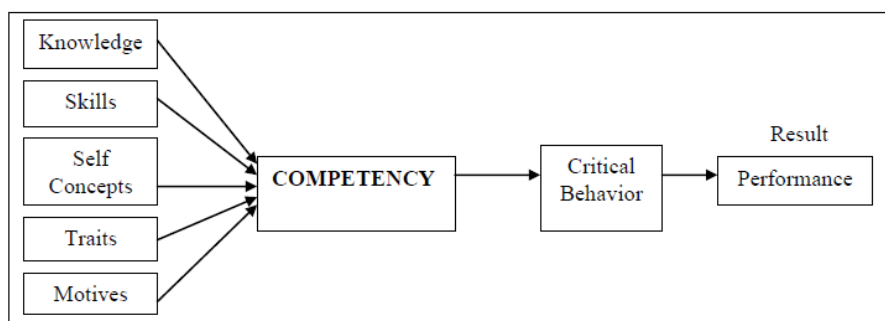 Knowledge
Skills
Self
Concepts
Traits
Motives
COMPETENCY
Critical
Behavior
Result
Performance